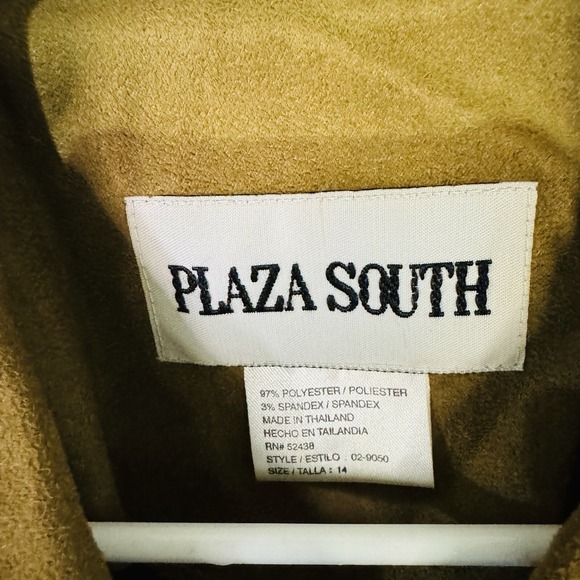 PLAZA SOUTH
97% POLYESTER / POLIESTER
3% SPANDEX / SPANDEX
MADE IN THAILAND
HECHO EN TAILANDIA
RN# 52438
STYLE / ESTILO : 02-9050
SIZE / TALLA : 14